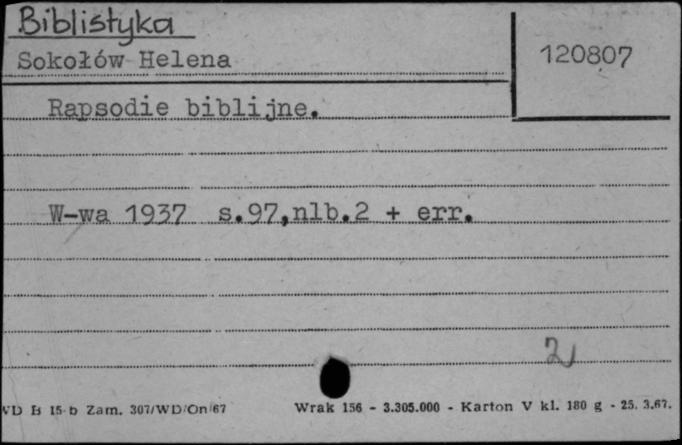 Biblistyka
Sokołów Helena
120807
Rapsodie biblijne.
W-wa 1937 s.97,nlb.2 + err.
2
VD B 15-b Zam. 307/WD/On/67
Wrak 156 - 3.305.000 - Karton V kl. 180 g - 25. 3.67.